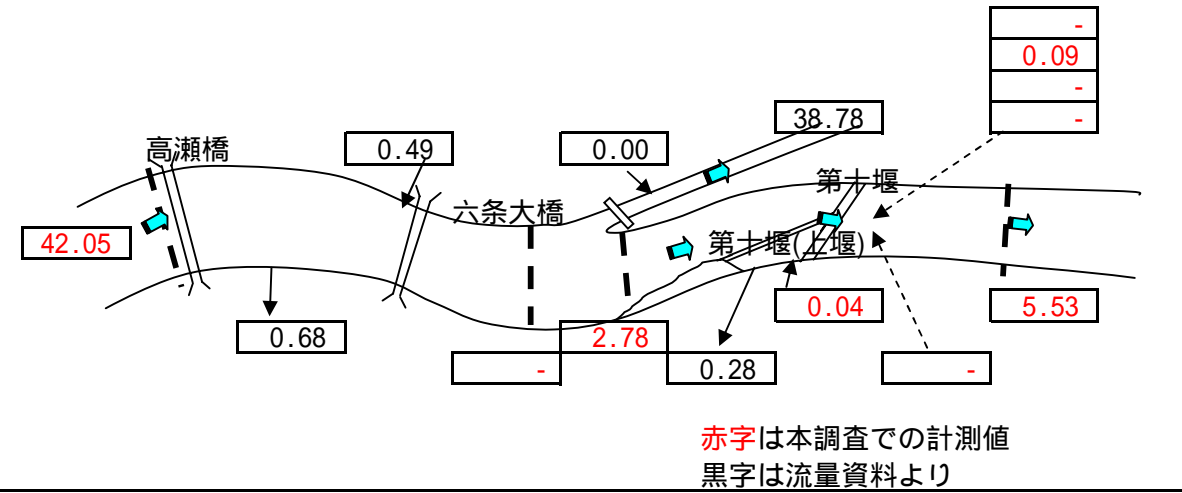 -
0.09
-
-
38.78
高瀬橋
0.49
0.00
第十堰
六条大橋
42.05
第十堰(上堰)
0.04
5.53
0.68
2.78
-
0.28
-
赤字は本調査での計測値
黒字は流量資料より